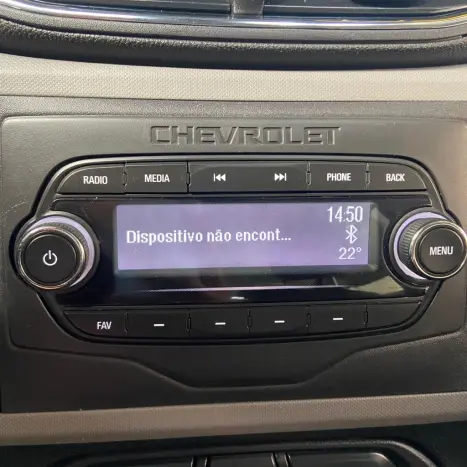 CHEVROLET
RADIO MEDIA PHONE BACK
14:50
Dispositivo não encont...
22°
MENU
FAV